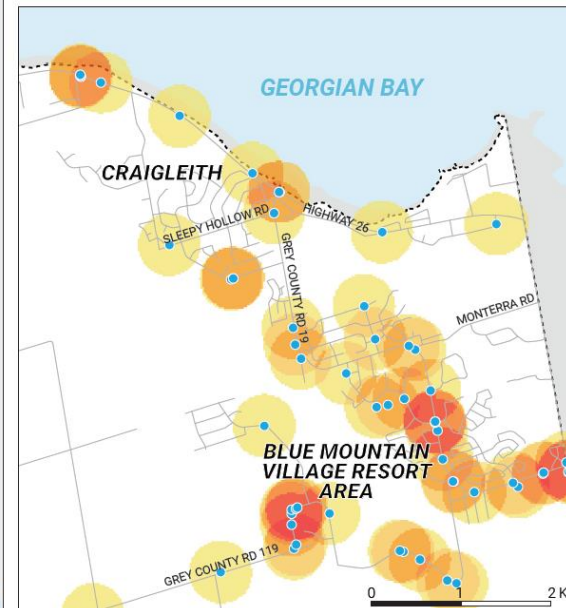 GEORGIAN BAY
CRAIGLEITH
SLEEPY HOLLOW RD
HIGHWAY 26
GREY COUNTY RD 19
MONTERRA RD
BLUE MOUNTAIN
VILLAGE RESORT
AREA
GREY COUNTY RD 119
0 1 2 K